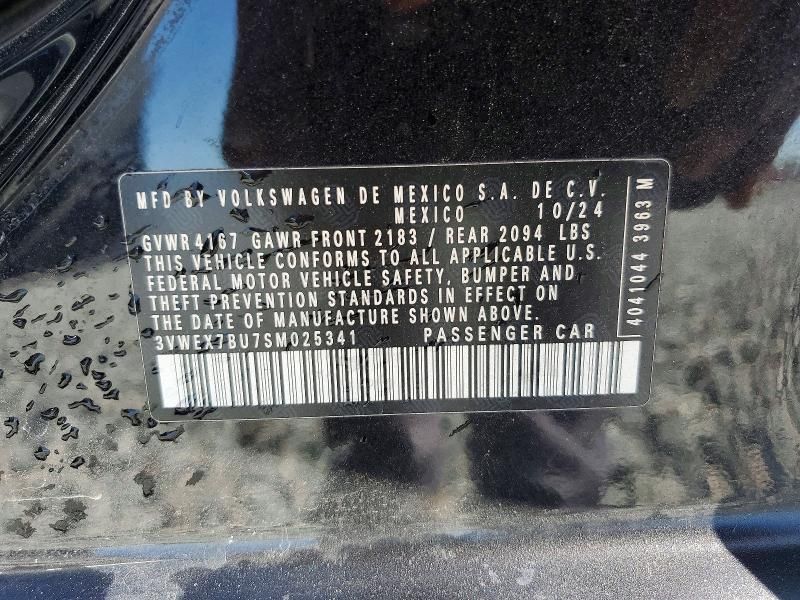 MFD BY VOLKSWAGEN DE MEXICO S.A. DE C.V.
MEXICO 10/24
GVWR 4167 GAWR FRONT 2183 / REAR 2094 LBS
THIS VEHICLE CONFORMS TO ALL APPLICABLE U.S.
FEDERAL MOTOR VEHICLE SAFETY, BUMPER AND
THEFT PREVENTION STANDARDS IN EFFECT ON
THE DATE OF MANUFACTURE SHOWN ABOVE.
3VWEX7BU7SM025341 PASSENGER CAR
4041044 3963 M